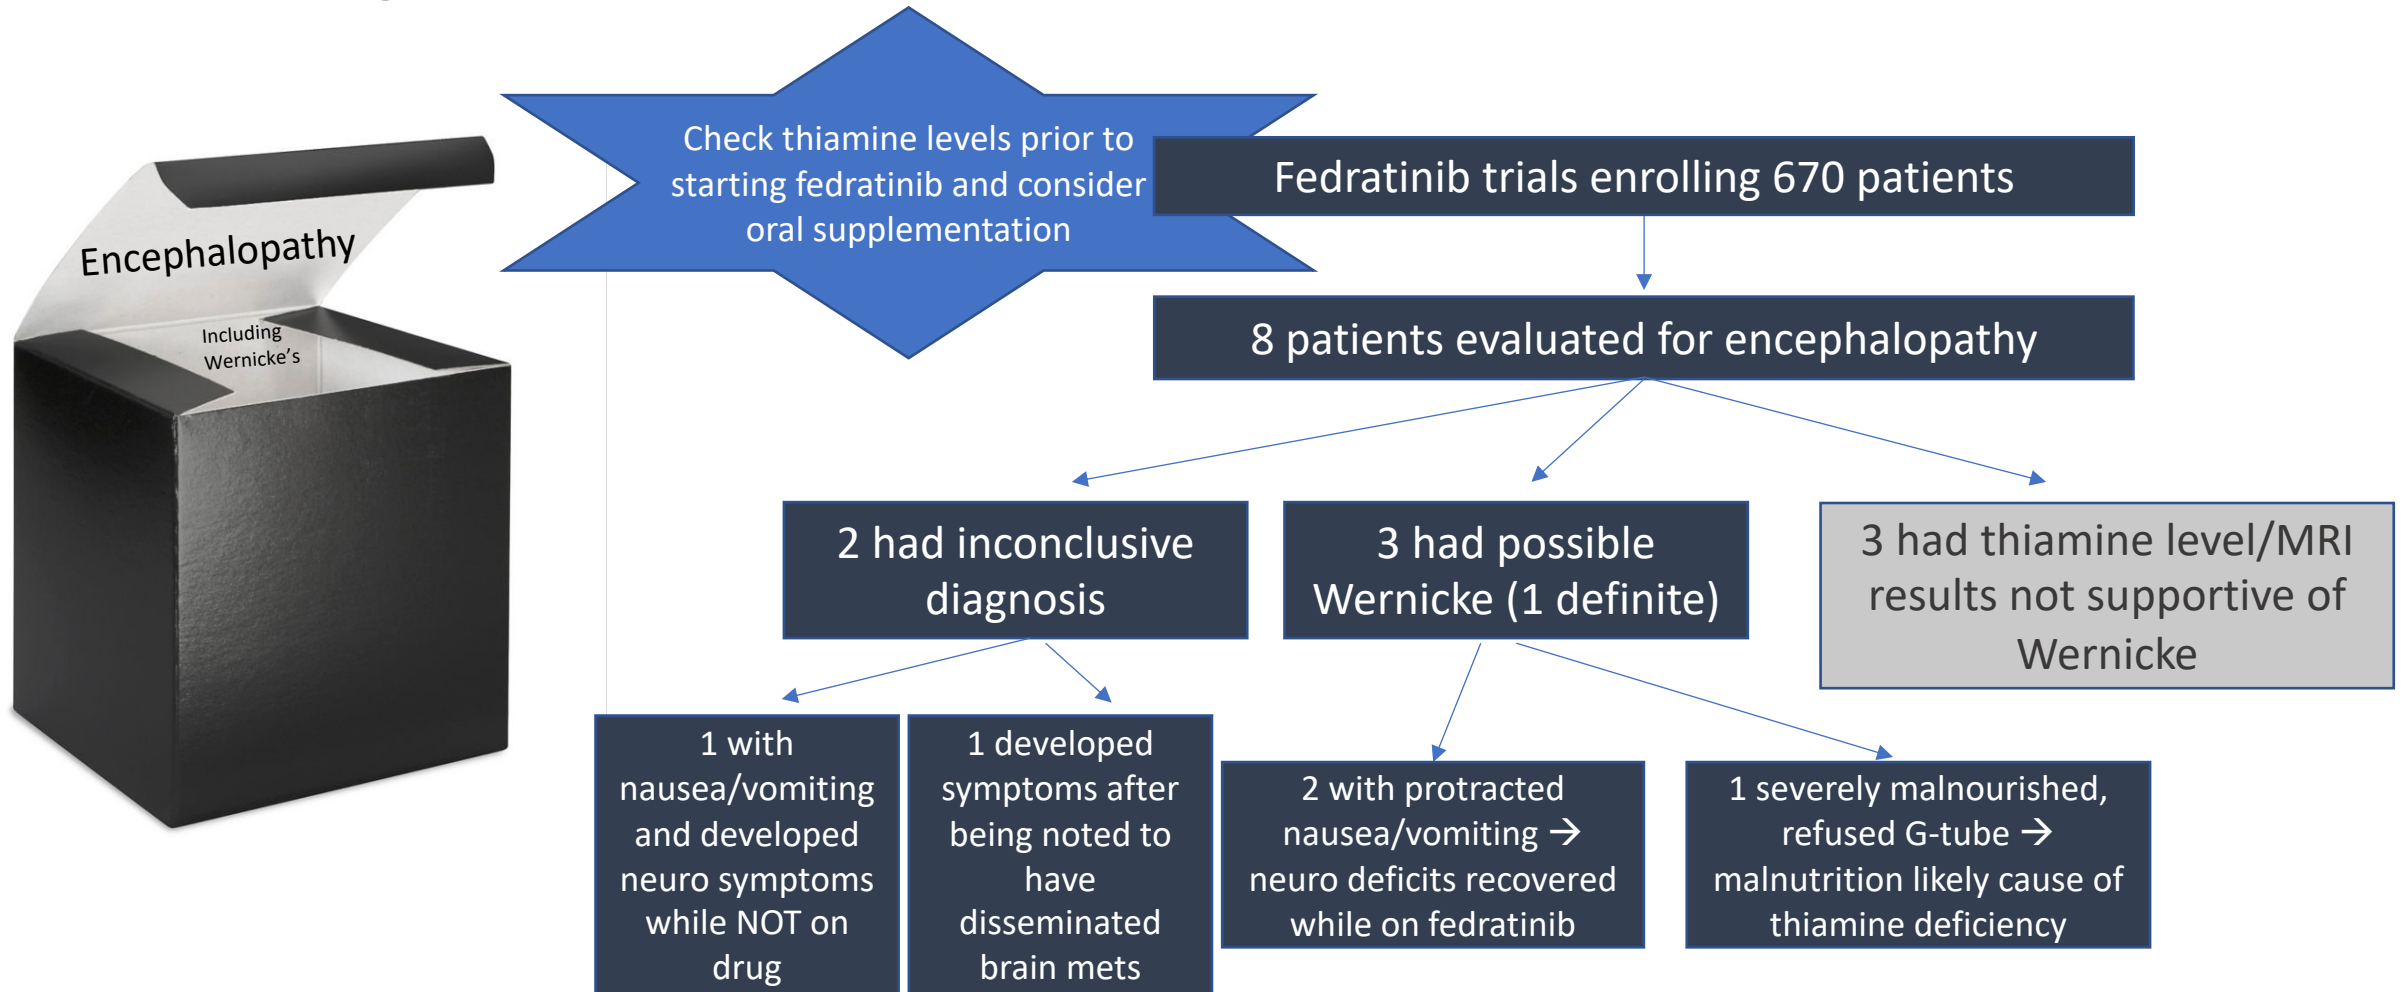 Encephalopathy
Including
Wernicke’s
Check thiamine levels prior to
starting fedratinib and consider
oral supplementation
Fedratinib trials enrolling 670 patients
8 patients evaluated for encephalopathy
2 had inconclusive
diagnosis
3 had possible
Wernicke (1 definite)
3 had thiamine level/MRI
results not supportive of
Wernicke
1 with
nausea/vomiting
and developed
neuro symptoms
while NOT on
drug
1 developed
symptoms after
being noted to
have
disseminated
brain mets
2 with protracted
nausea/vomiting →
neuro deficits recovered
while on fedratinib
1 severely malnourished,
refused G-tube →
malnutrition likely cause of
thiamine deficiency